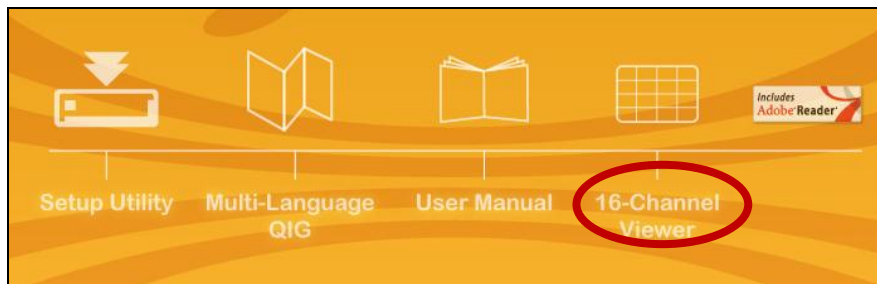 Includes
Adobe® Reader®
Setup Utility
Multi-Language
QIG
User Manual
16-Channel
Viewer